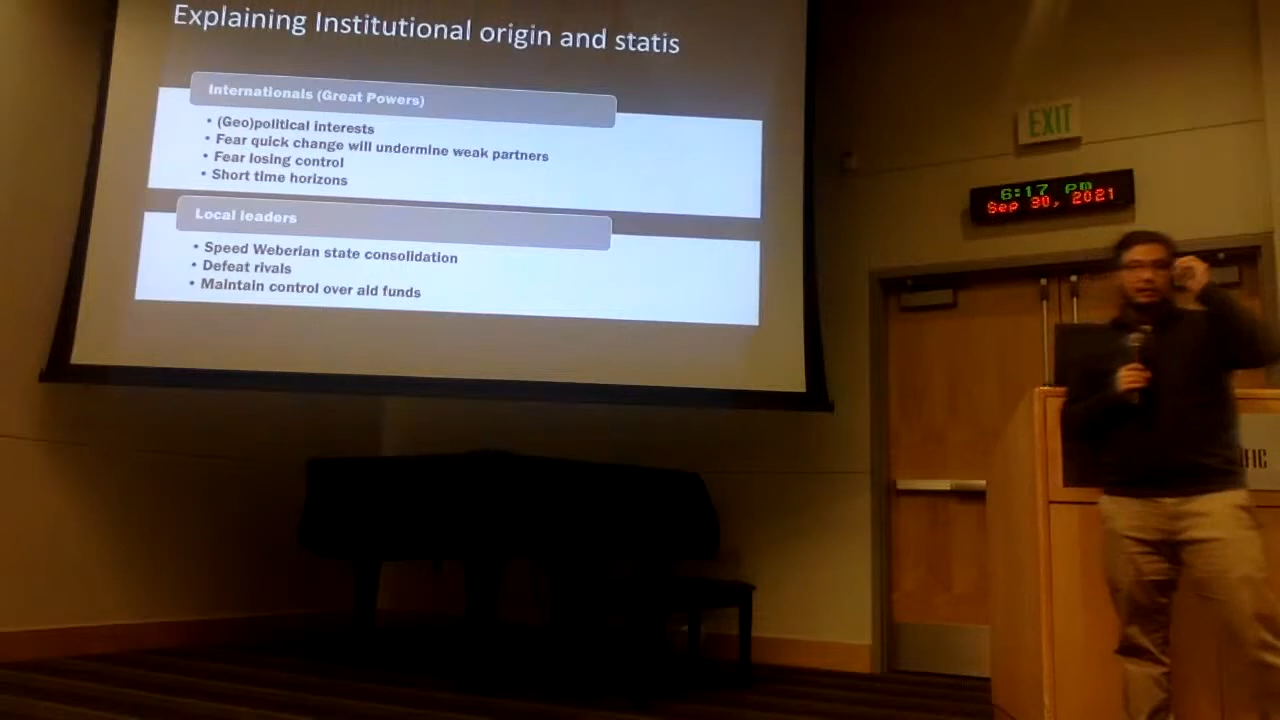 Explaining Institutional origin and statis
Internationals (Great Powers)
• (Geo)political interests
• Fear quick change will undermine weak partners
• Fear losing control
• Short time horizons
Local leaders
• Speed Weberian state consolidation
• Defeat rivals
• Maintain control over aid funds
EXIT
6:17 pm
Sep 30, 2021